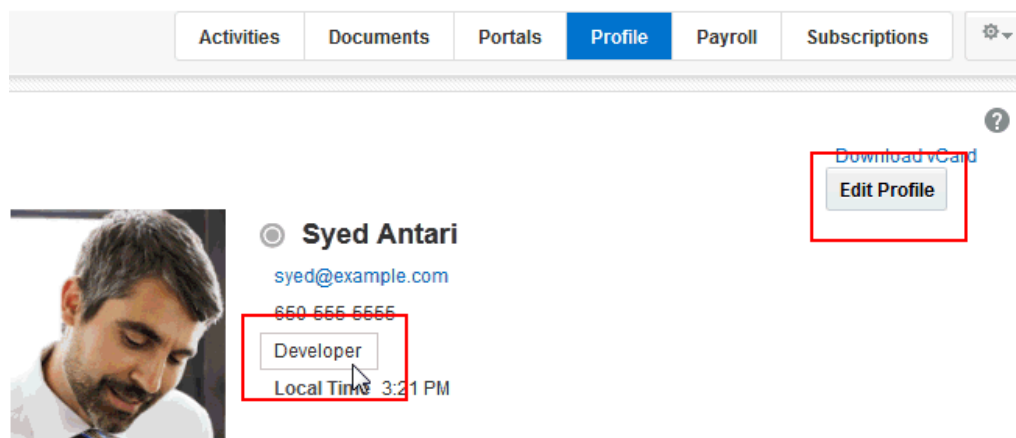 Activities Documents Portals Profile Payroll Subscriptions
Download vCard
Edit Profile
Syed Antari
syed@example.com
650-555-5555
Developer
Local Time 3:21 PM